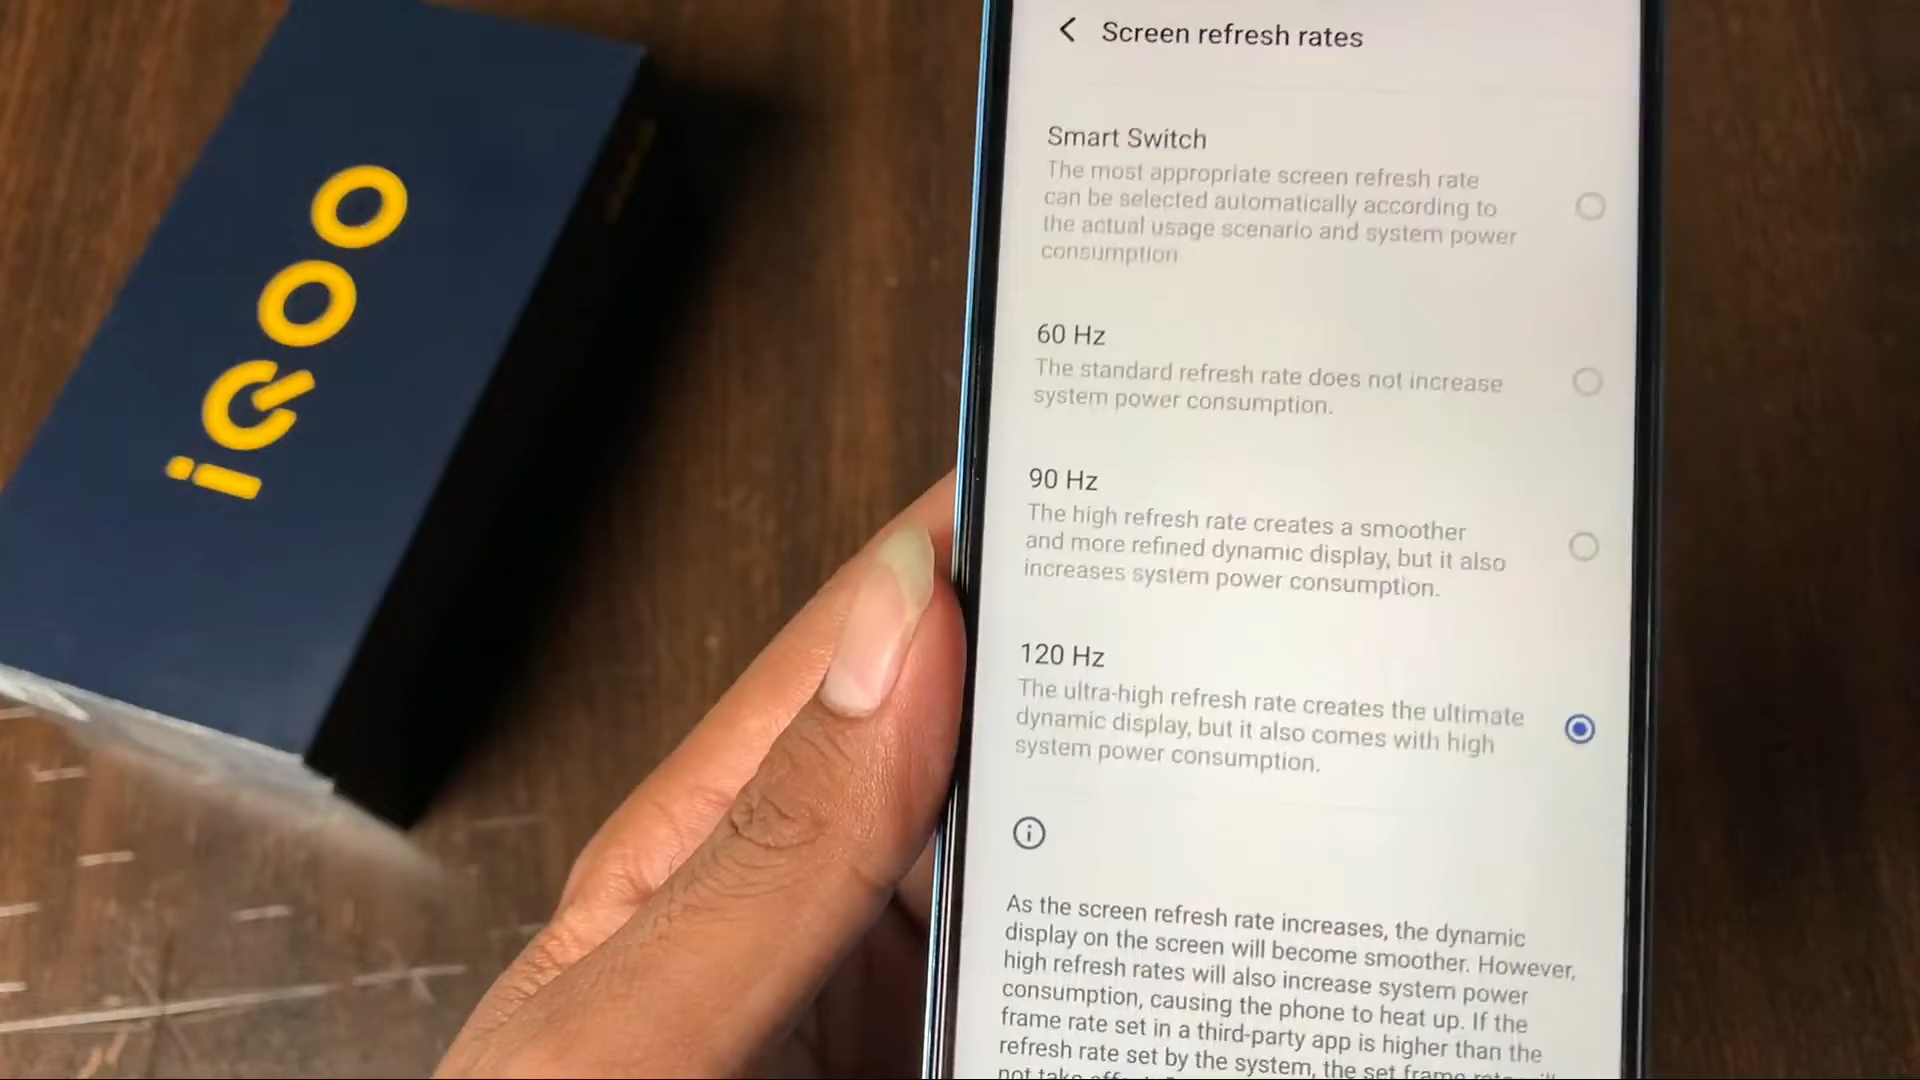 iQOO
Screen refresh rates
Smart Switch
The most appropriate screen refresh rate
can be selected automatically according to
the actual usage scenario and system power
consumption
60 Hz
The standard refresh rate does not increase
system power consumption.
90 Hz
The high refresh rate creates a smoother
and more refined dynamic display, but it also
increases system power consumption.
120 Hz
The ultra-high refresh rate creates the ultimate
dynamic display, but it also comes with high
system power consumption.
As the screen refresh rate increases, the dynamic
display on the screen will become smoother. However,
high refresh rates will also increase system power
consumption, causing the phone to heat up. If the
frame rate set in a third-party app is higher than the
refresh rate set by the system, the set frame
not take